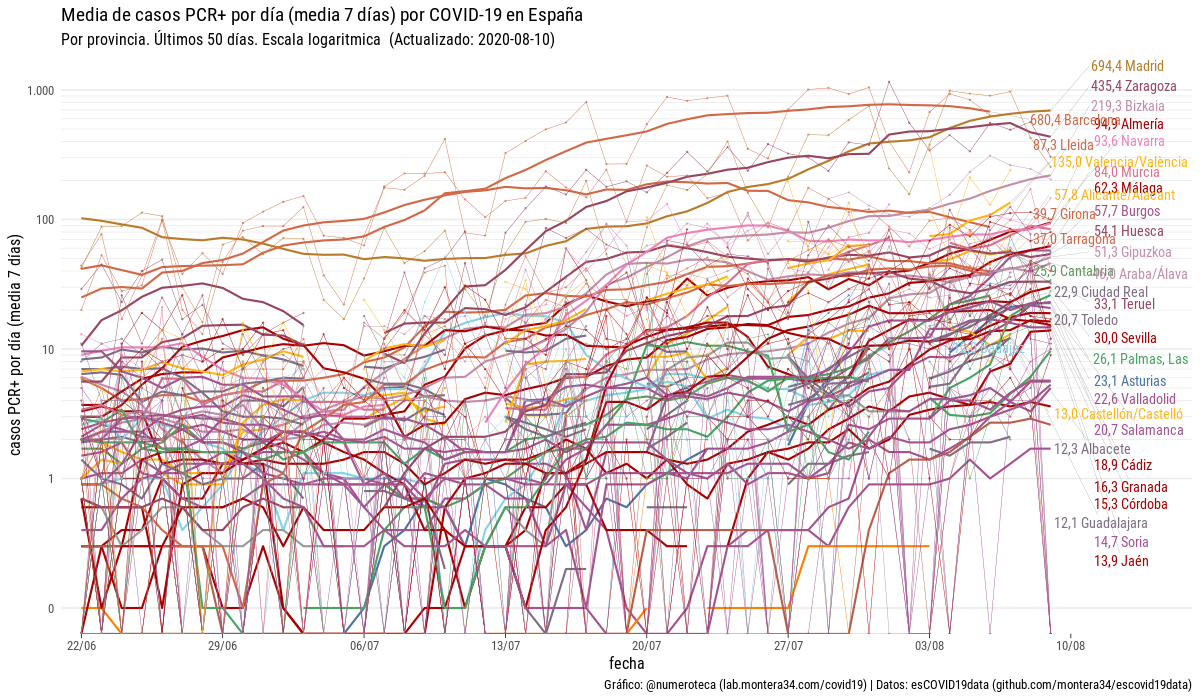 Media de casos PCR+ por día (media 7 días) por COVID-19 en España
Por provincia. Últimos 50 días. Escala logaritmica  (Actualizado: 2020-08-10)
casos PCR+ por día (media  7 días)
1.000
100
10
1
0
694,4 Madrid
435,4 Zaragoza
219,3 Bizkaia
680,4 Barcelona
94,9 Almería
93,6 Navarra
87,3 Lleida
135,0 Valencia/València
84,0 Murcia
62,3 Málaga
57,8 Alicante/Alacant
57,7 Burgos
39,7 Girona
54,1 Huesca
37,0 Tarragona
51,3 Gipuzkoa
25,9 Cantabria
Araba/Álava
22,9 Ciudad Real
33,1 Teruel
20,7 Toledo
30,0 Sevilla
26,1 Palmas, Las
23,1 Asturias
22,6 Valladolid
13,0 Castellón/Castelló
20,7 Salamanca
12,3 Albacete
18,9 Cádiz
16,3 Granada
15,3 Córdoba
12,1 Guadalajara
14,7 Soria
13,9 Jaén
22/06 29/06 06/07 13/07 20/07 27/07 03/08 10/08
fecha
Gráfico: @numeroteca (lab.montera34.com/covid19) | Datos: esCOVID19data (github.com/montera34/escovid19data)